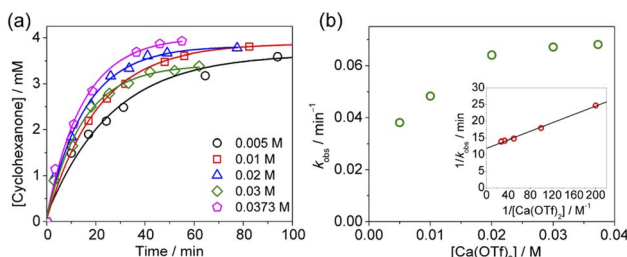 (a)
[Cyclohexanone] / mM
4
3
2
1
0
0 20 40 60 80 100
Time / min
0.005 M
0.01 M
0.02 M
0.03 M
0.0373 M
(b)
k_obs / min⁻¹
0.06
0.04
0.02
0.00
0.00 0.01 0.02 0.03 0.04
[Ca(OTf)₂] / M
1/k_obs / min
30
25
20
15
10
5
0
40 80 120 160 200
1/[Ca(OTf)₂] / M⁻¹